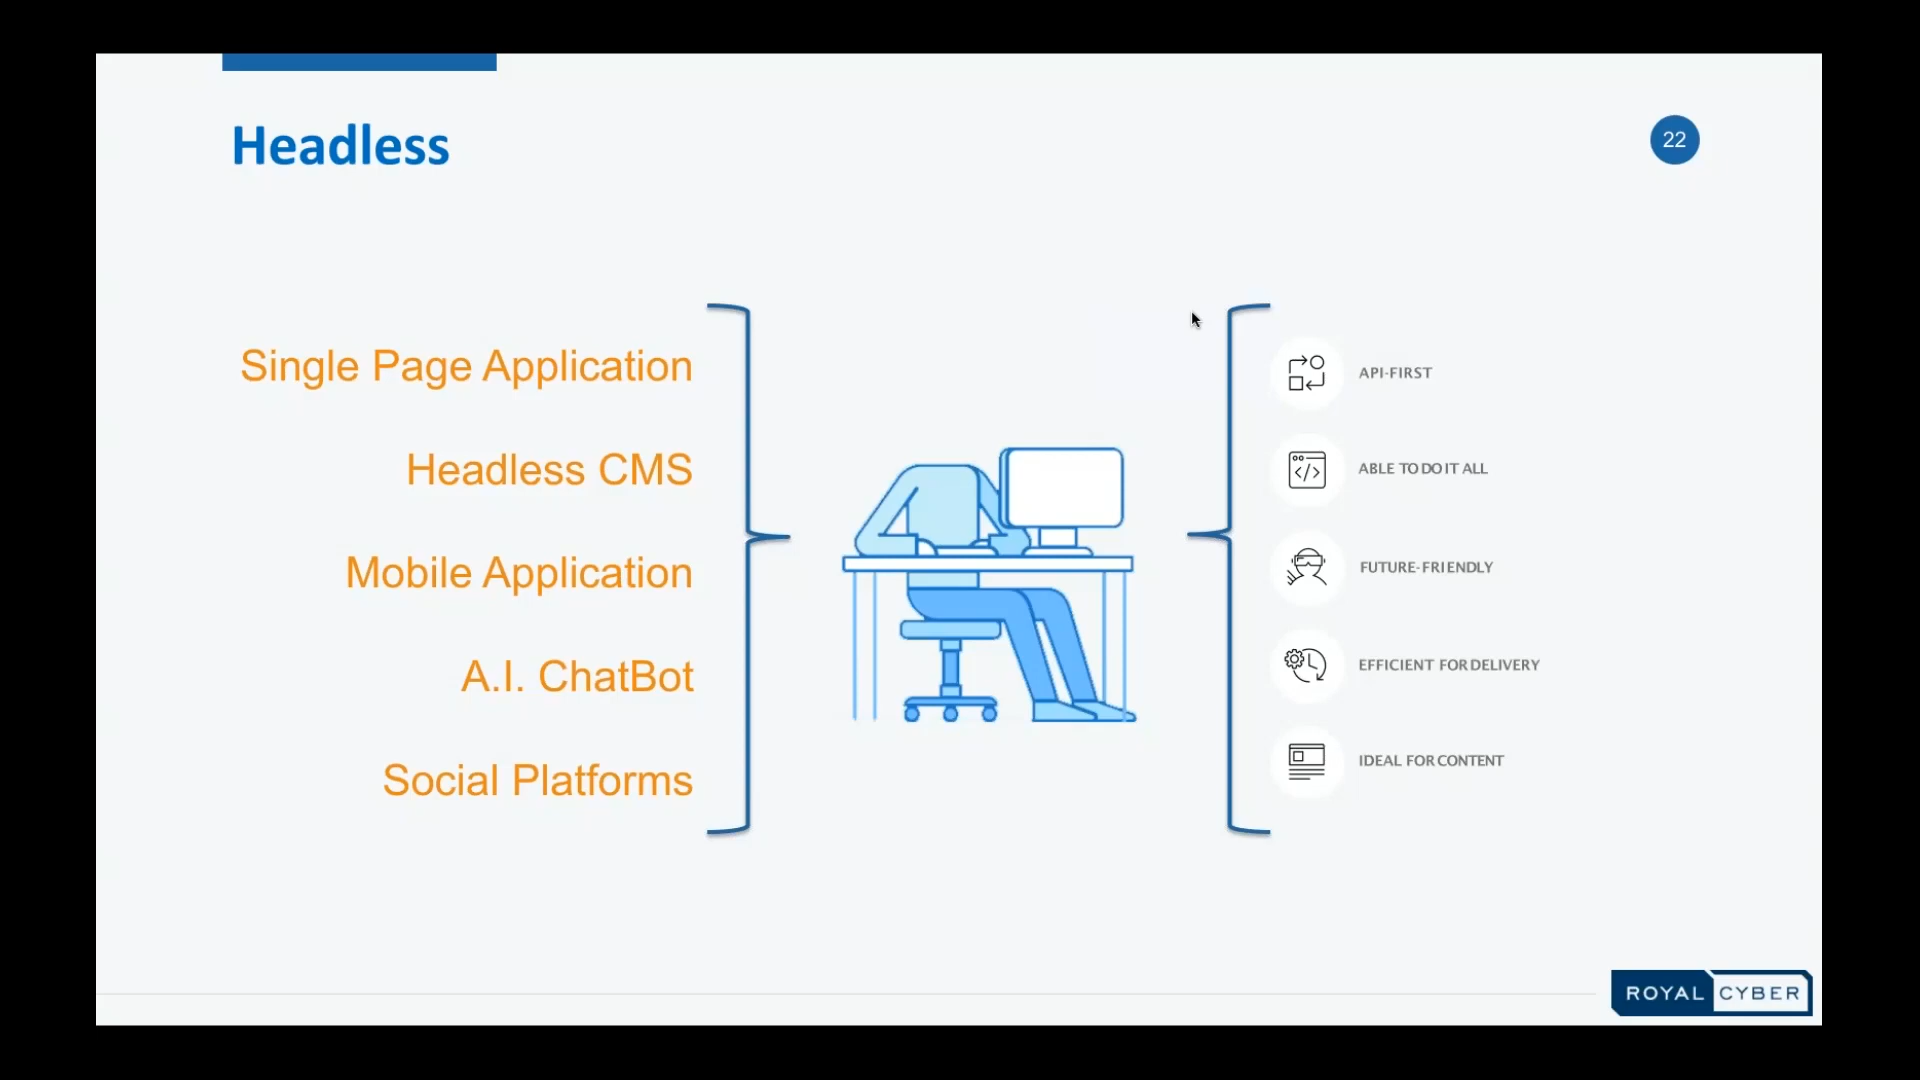 Headless
22
Single Page Application
Headless CMS
Mobile Application
A.I. ChatBot
Social Platforms
API-FIRST
ABLE TO DO IT ALL
FUTURE-FRIENDLY
EFFICIENT FOR DELIVERY
IDEAL FOR CONTENT
ROYAL CYBER